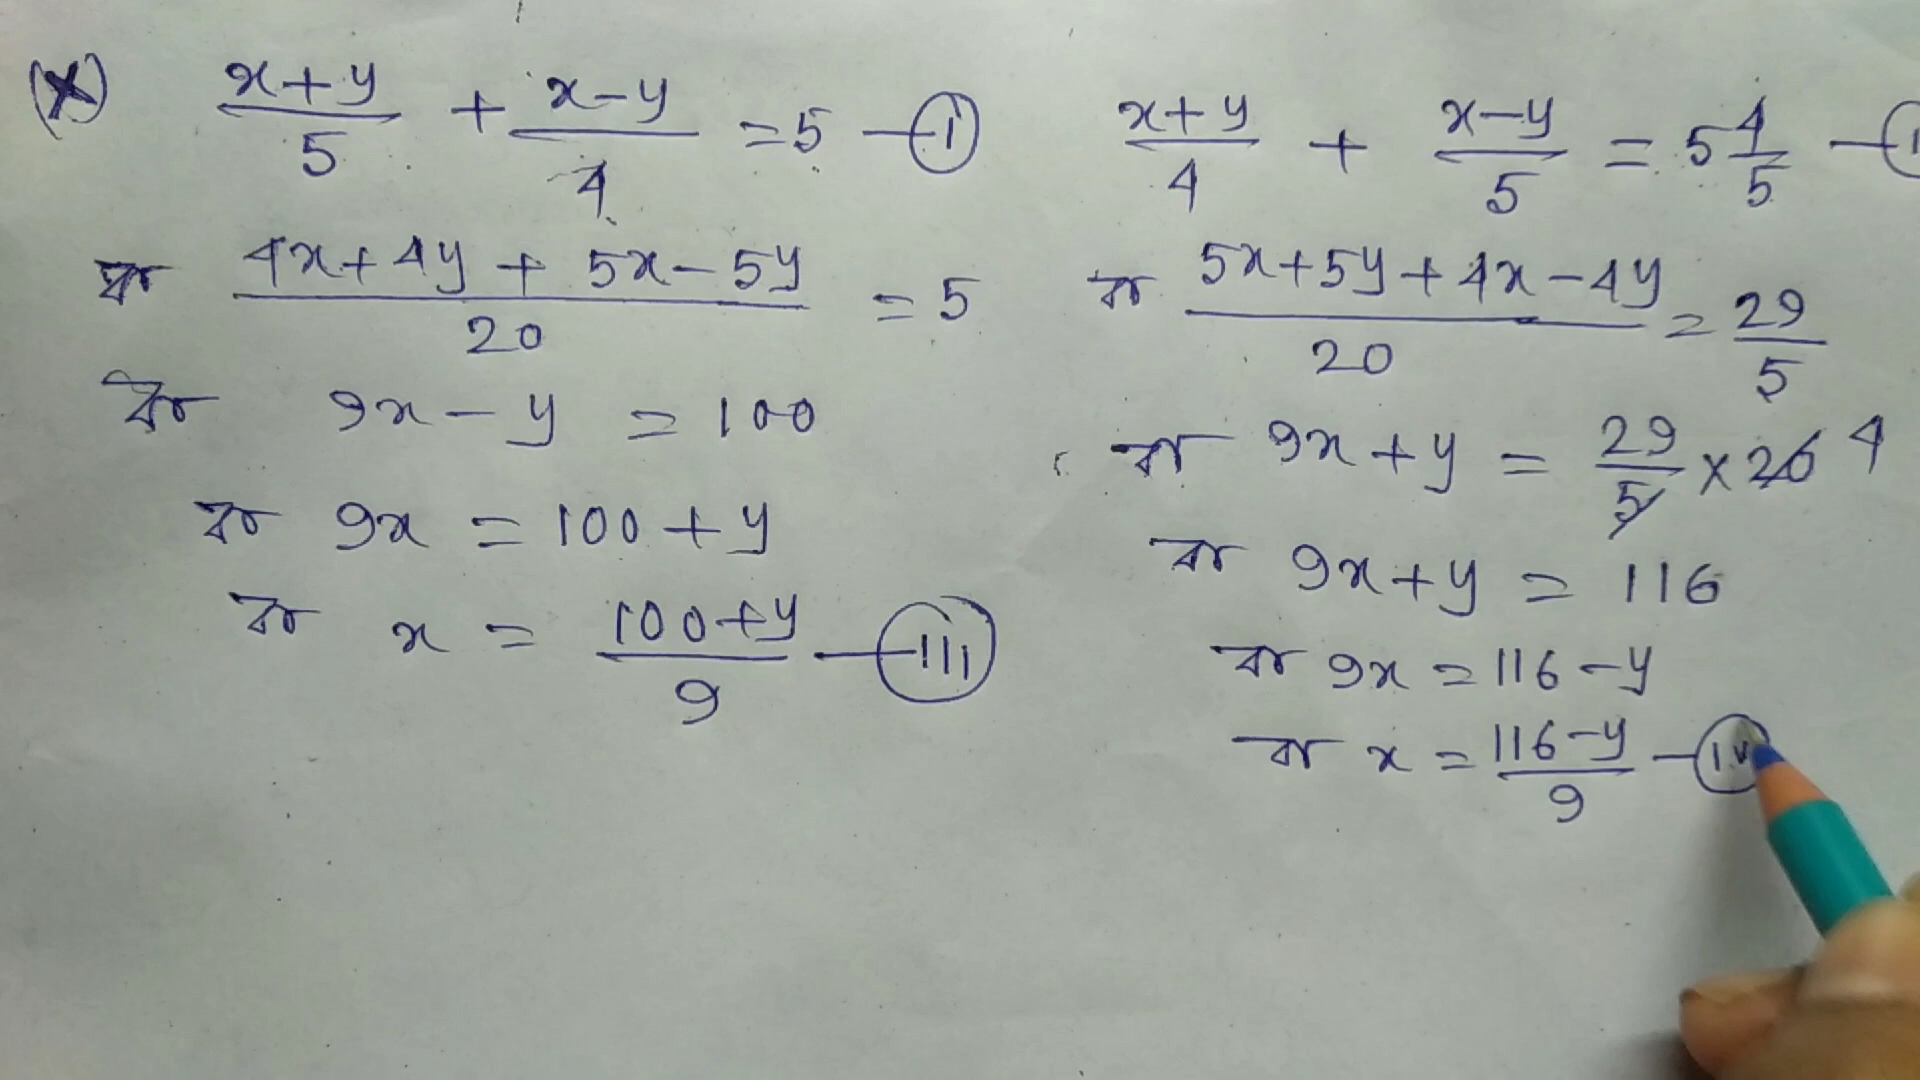 (x) x+y/5 + x-y/4 = 5 — (I)
বা 4x+4y + 5x-5y/20 = 5
বা 9x - y = 100
বা 9x = 100 + y
বা x = 100+y/9 — (III)
x+y/4 + x-y/5 = 5 4/5 —
বা 5x+5y+4x-4y/20 = 29/5
বা 9x+y = 29/5 × 20 4
বা 9x+y = 116
বা 9x = 116-y
বা x = 116-y/9 — (IV)